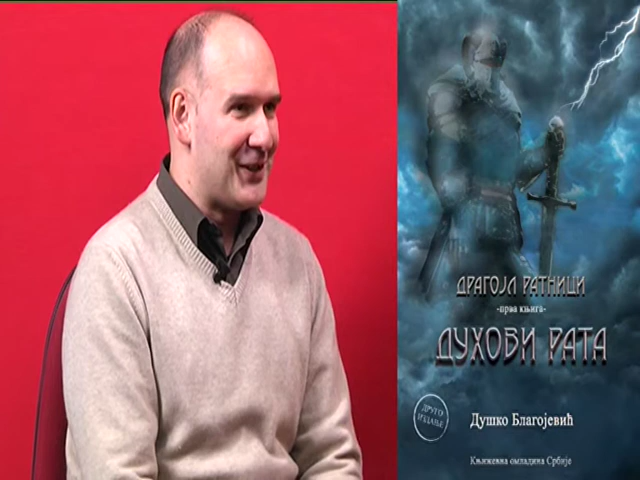 ДРАГОЈЛ РАТНИЦИ
-прва књига-
ДУХОВИ РАТА
ДРУГО
ИЗДАЊЕ
Душко Благојевић
Књижевна омладина Србије